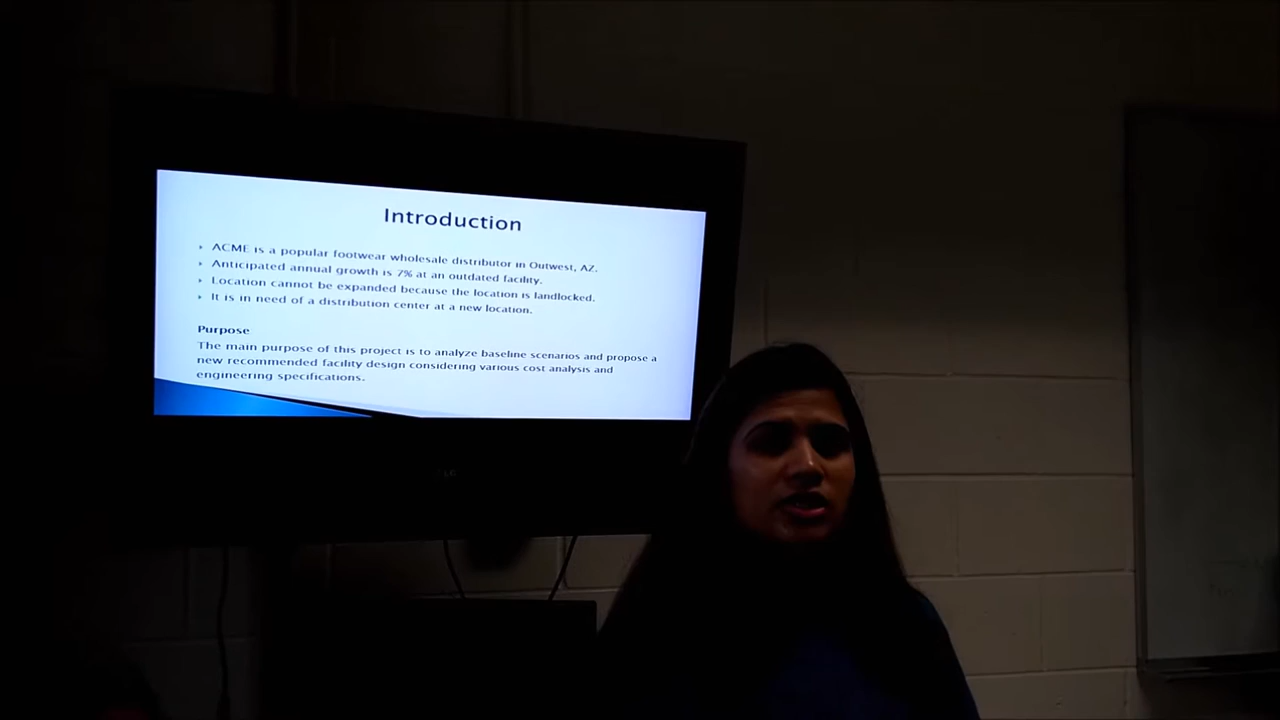 Introduction
ACME is a popular footwear wholesale distributor in Outwest, AZ.
Anticipated annual growth is 7% at an outdated facility.
Location cannot be expanded because the location is landlocked.
It is in need of a distribution center at a new location.
Purpose
The main purpose of this project is to analyze baseline scenarios and propose a
new recommended facility design considering various cost analysis and
engineering specifications.
LG